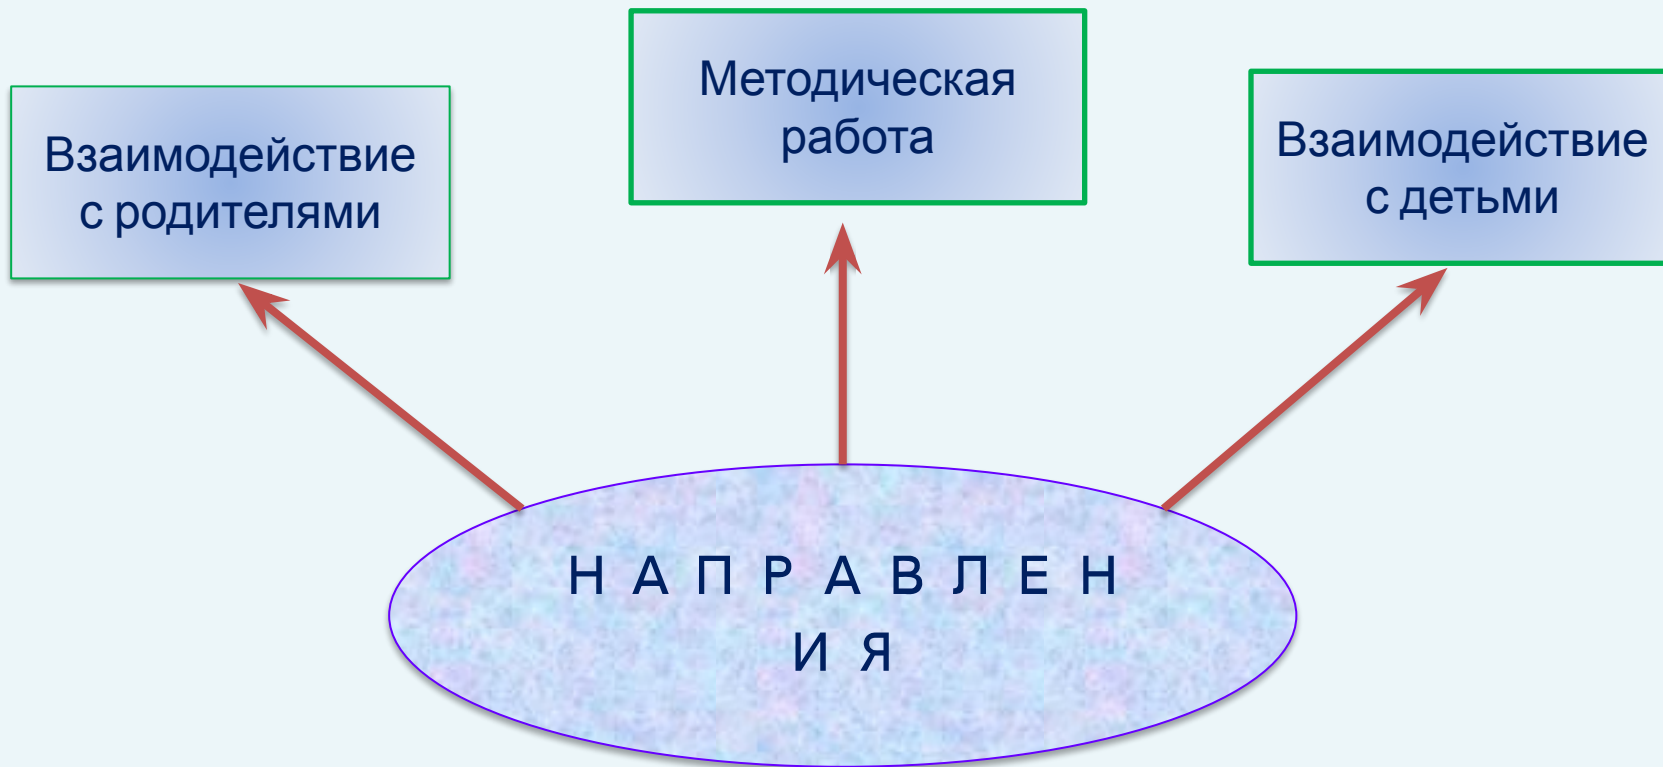 Методическая
работа
Взаимодействие
с родителями
Взаимодействие
с детьми
Н А П Р А В Л Е Н
И Я